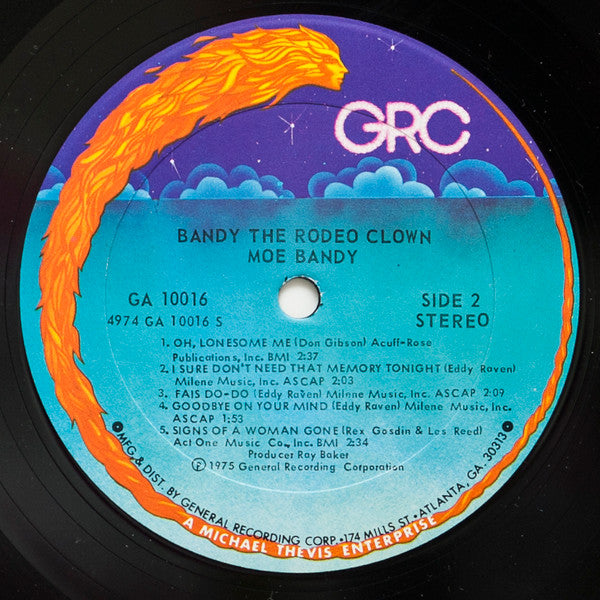 GRC
BANDY THE RODEO CLOWN
MOE BANDY
GA 10016
4974 GA 10016 S
SIDE 2
STEREO
1. OH, LONESOME ME (Don Gibson) Acuff-Rose
Publications, Inc. BMI 2:37
2. I SURE DON'T NEED THAT MEMORY TONIGHT (Eddy Raven)
Milene Music, Inc. ASCAP 2:03
3. FAIS DO-DO (Eddy Raven) Milene Music, Inc. ASCAP 2:09
4. GOODBYE ON YOUR MIND (Eddy Raven) Milene Music, Inc.
ASCAP 1:53
5. SIGNS OF A WOMAN GONE (Rex Gosdin & Les Reed)
Act One Music Co., Inc. BMI 2:34
Producer Ray Baker
℗ 1975 General Recording Corporation
•MFG. & DIST. BY GENERAL RECORDING CORP. • 174 MILLS ST. • ATLANTA, GA. 30313•
A MICHAEL THEVIS ENTERPRISE